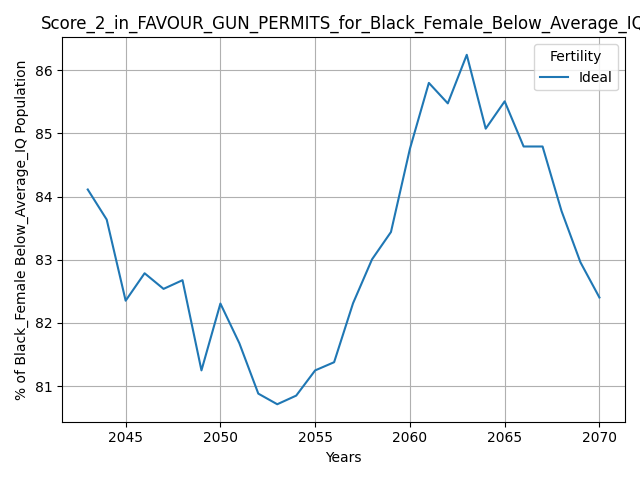 Score_2_in_FAVOUR_GUN_PERMITS_for_Black_Female_Below_Average_IQ
% of Black_Female Below_Average_IQ Population
86
85
84
83
82
81
Fertility
Ideal
2045 2050 2055 2060 2065 2070
Years